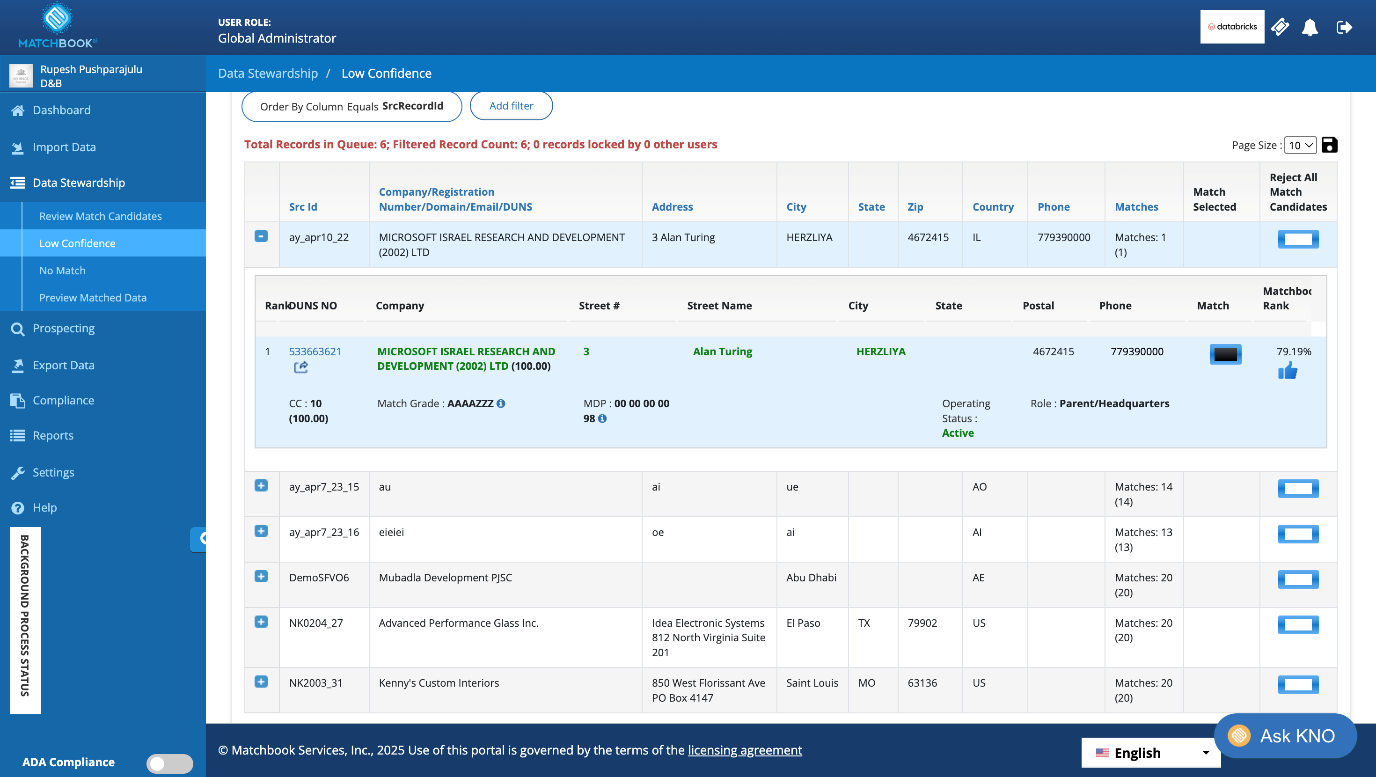 MATCHBOOK
USER ROLE:
Global Administrator
databricks
Rupesh Pushparajulu
D&B
Data Stewardship / Low Confidence
Dashboard
Import Data
Data Stewardship
Review Match Candidates
Low Confidence
No Match
Preview Matched Data
Prospecting
Export Data
Compliance
Reports
Settings
Help
BACKGROUND PROCESS STATUS
ADA Compliance
Order By Column Equals SrcRecordId
Add filter
Total Records in Queue: 6; Filtered Record Count: 6; 0 records locked by 0 other users
Page Size : 10
Src Id
Company/Registration
Number/Domain/Email/DUNS
Address
City
State
Zip
Country
Phone
Matches
Match
Selected
Reject All
Match
Candidates
ay_apr10_22
MICROSOFT ISRAEL RESEARCH AND DEVELOPMENT
(2002) LTD
3 Alan Turing
HERZLIYA
4672415
IL
779390000
Matches: 1
(1)
Rank
DUNS NO
Company
Street #
Street Name
City
State
Postal
Phone
Match
Matchboo
Rank
1
533663621
MICROSOFT ISRAEL RESEARCH AND
DEVELOPMENT (2002) LTD (100.00)
3
Alan Turing
HERZLIYA
4672415
779390000
79.19%
CC : 10
(100.00)
Match Grade : AAAAZZZ
MDP : 00 00 00 00
98
Operating
Status :
Active
Role : Parent/Headquarters
ay_apr7_23_15
au
ai
ue
AO
Matches: 14
(14)
ay_apr7_23_16
eieiei
oe
ai
AI
Matches: 13
(13)
DemoSFVO6
Mubadla Development PJSC
Abu Dhabi
AE
Matches: 20
(20)
NK0204_27
Advanced Performance Glass Inc.
Idea Electronic Systems
812 North Virginia Suite
201
El Paso
TX
79902
US
Matches: 20
(20)
NK2003_31
Kenny's Custom Interiors
850 West Florissant Ave
PO Box 4147
Saint Louis
MO
63136
US
Matches: 20
(20)
© Matchbook Services, Inc., 2025 Use of this portal is governed by the terms of the licensing agreement
English
Ask KNO